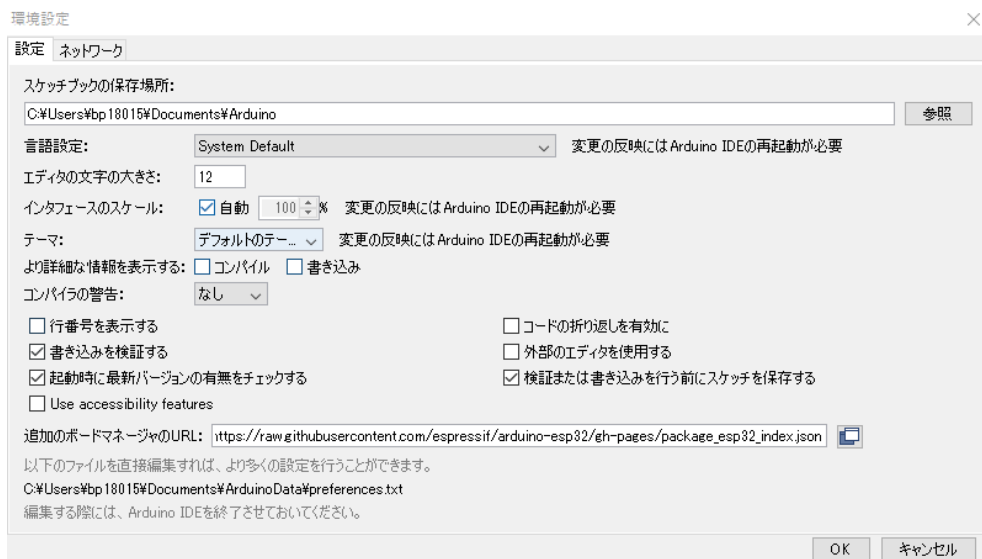 環境設定
設定 ネットワーク
スケッチブックの保存場所:
C:¥Users¥bp18015¥Documents¥Arduino 参照
言語設定: System Default 変更の反映にはArduino IDEの再起動が必要
エディタの文字の大きさ: 12
インタフェースのスケール: 自動 100 % 変更の反映にはArduino IDEの再起動が必要
テーマ: デフォルトのテー... 変更の反映にはArduino IDEの再起動が必要
より詳細な情報を表示する: コンパイル 書き込み
コンパイラの警告: なし
行番号を表示する コードの折り返しを有効に
書き込みを検証する 外部のエディタを使用する
起動時に最新バージョンの有無をチェックする 検証または書き込みを行う前にスケッチを保存する
Use accessibility features
追加のボードマネージャのURL: ttps://raw.githubusercontent.com/espressif/arduino-esp32/gh-pages/package_esp32_index.json
以下のファイルを直接編集すれば、より多くの設定を行うことができます。
C:¥Users¥bp18015¥Documents¥ArduinoData¥preferences.txt
編集する際には、Arduino IDEを終了させておいてください。
OK キャンセル